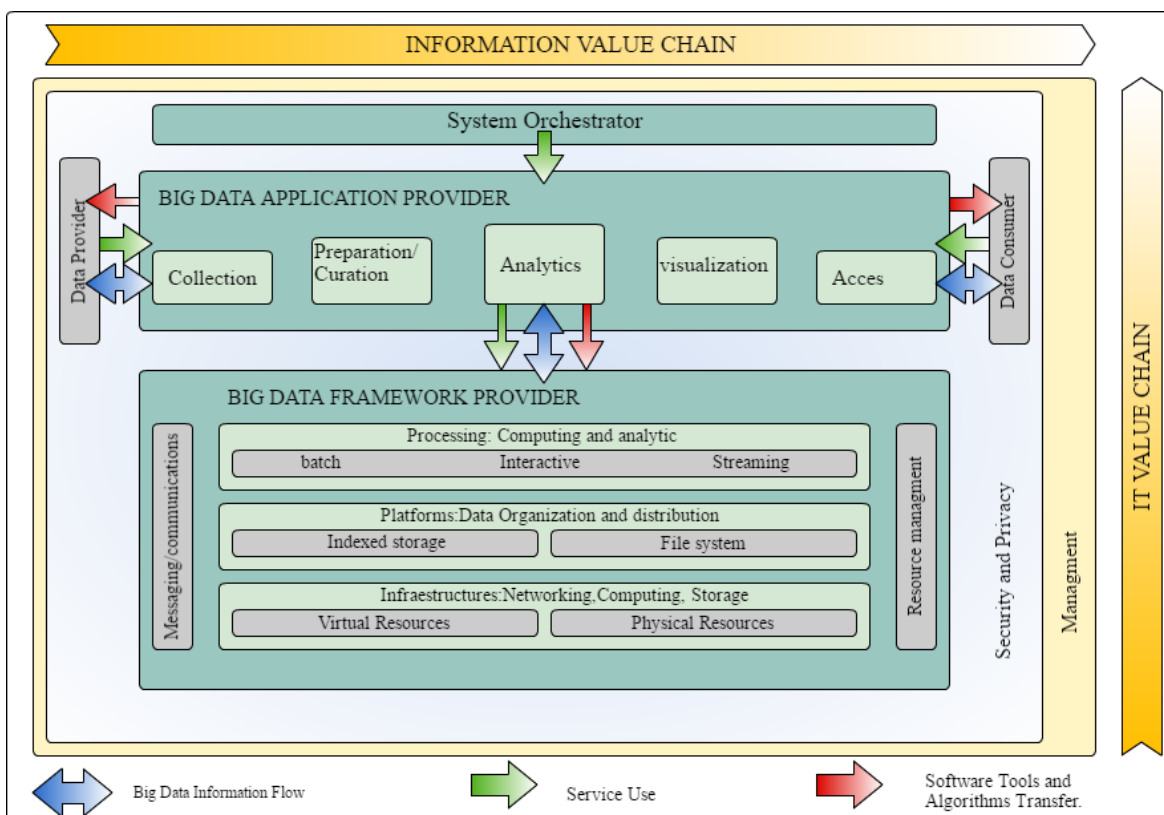 INFORMATION VALUE CHAIN
System Orchestrator
Data Provider
BIG DATA APPLICATION PROVIDER
Collection
Preparation/
Curation
Analytics
visualization
Acces
Data Consumer
BIG DATA FRAMEWORK PROVIDER
Messaging/communications
Processing: Computing and analytic
batch Interactive Streaming
Platforms:Data Organization and distribution
Indexed storage
File system
Infraestructures:Networking,Computing, Storage
Virtual Resources
Physical Resources
Resource managment
Security and Privacy
Managment
IT VALUE CHAIN
Big Data Information Flow
Service Use
Software Tools and
Algorithms Transfer.